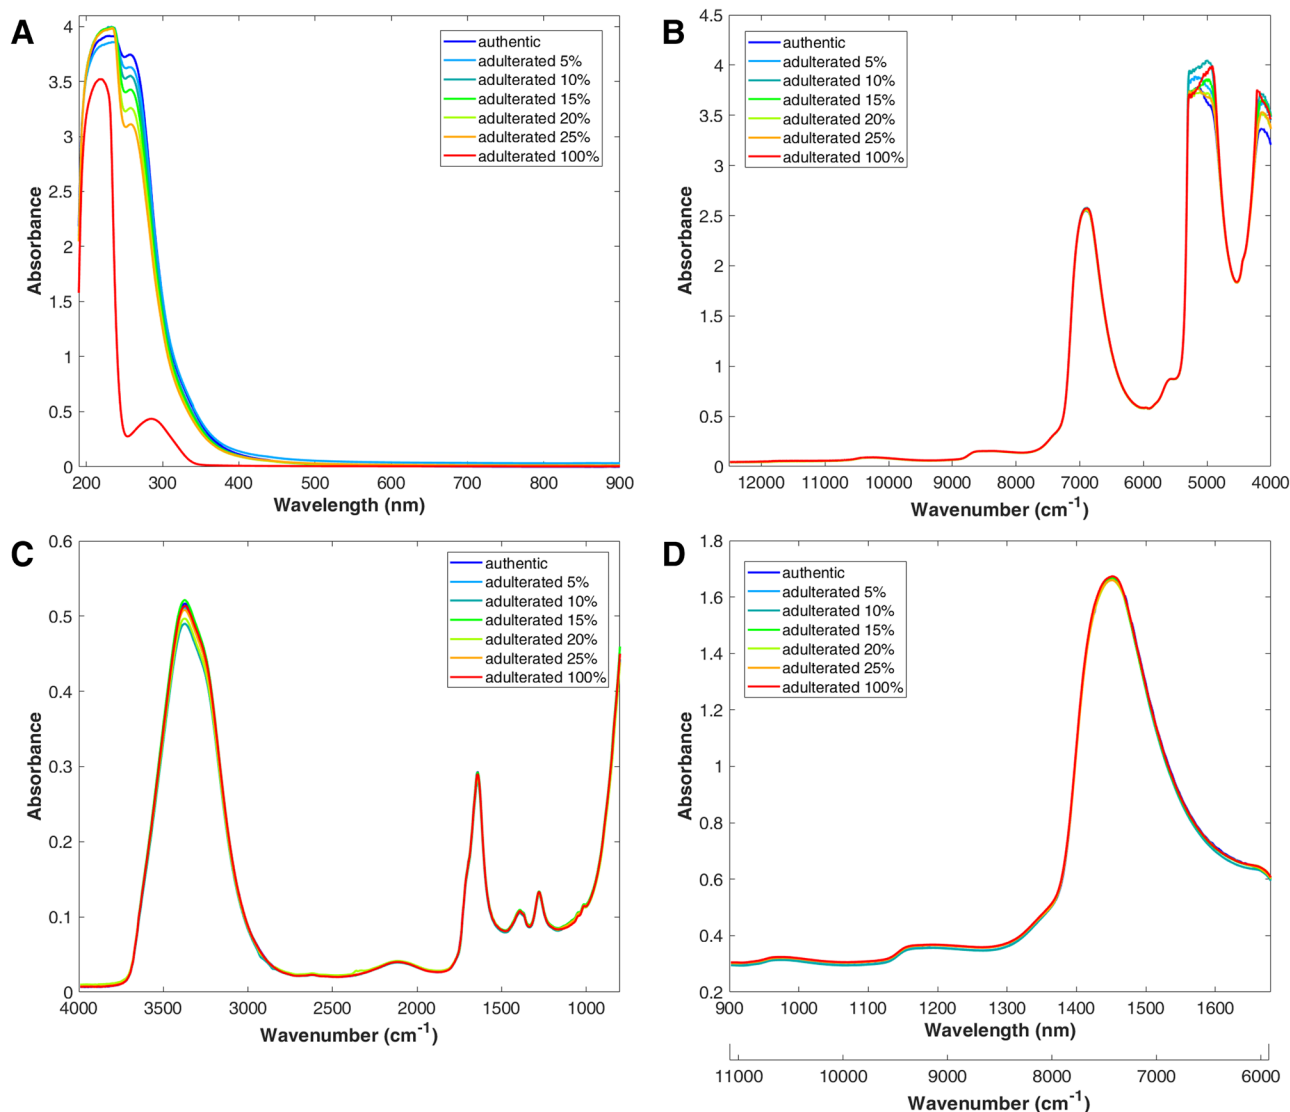 A
4
3.5
3
2.5
2
1.5
1
0.5
0
Absorbance
200 300 400 500 600 700 800 900
Wavelength (nm)
authentic
adulterated 5%
adulterated 10%
adulterated 15%
adulterated 20%
adulterated 25%
adulterated 100%
B
4.5
4
3.5
3
2.5
2
1.5
1
0.5
0
Absorbance
12000 11000 10000 9000 8000 7000 6000 5000 4000
Wavenumber (cm-1)
authentic
adulterated 5%
adulterated 10%
adulterated 15%
adulterated 20%
adulterated 25%
adulterated 100%
C
0.6
0.5
0.4
0.3
0.2
0.1
0
Absorbance
4000 3500 3000 2500 2000 1500 1000
Wavenumber (cm-1)
authentic
adulterated 5%
adulterated 10%
adulterated 15%
adulterated 20%
adulterated 25%
adulterated 100%
D
1.8
1.6
1.4
1.2
1
0.8
0.6
0.4
0.2
Absorbance
900 1000 1100 1200 1300 1400 1500 1600
Wavelength (nm)
11000 10000 9000 8000 7000 6000
Wavenumber (cm-1)
authentic
adulterated 5%
adulterated 10%
adulterated 15%
adulterated 20%
adulterated 25%
adulterated 100%